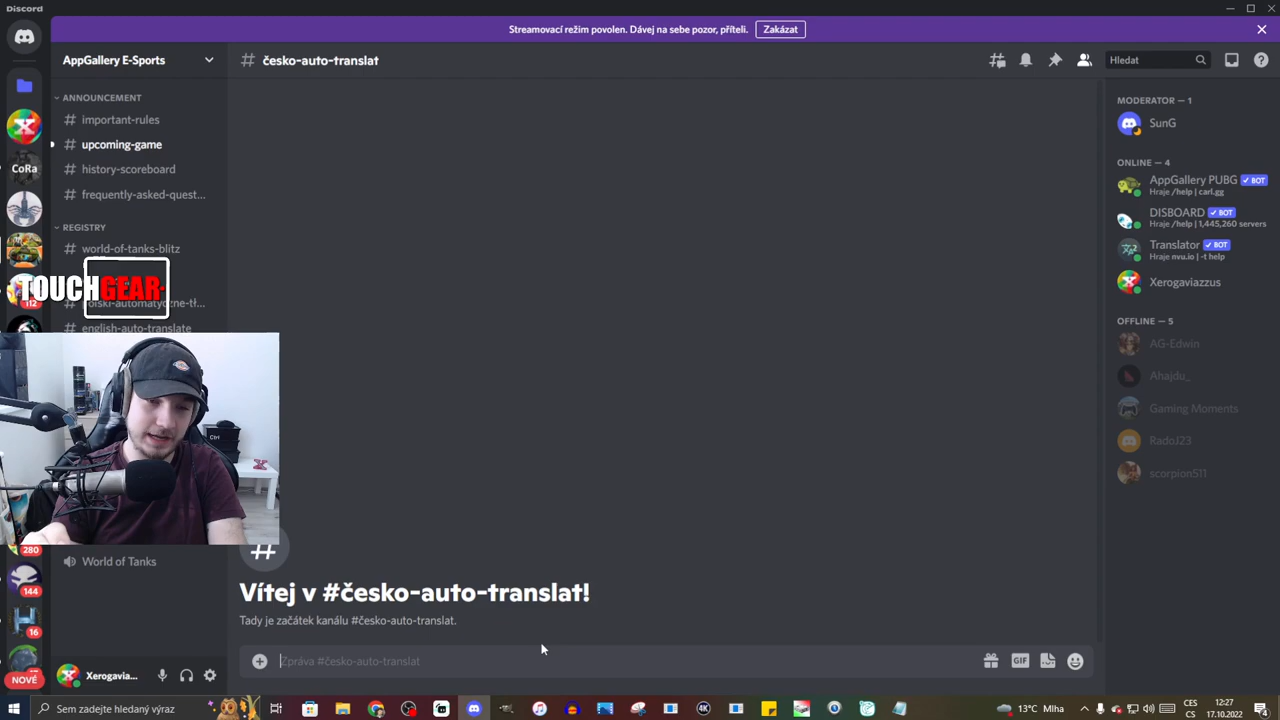 Discord
Streamovací režim povolen. Dávej na sebe pozor, příteli.
Zakázat
AppGallery E-Sports
česko-auto-translat
Hledat
ANNOUNCEMENT
important-rules
upcoming-game
history-scoreboard
frequently-asked-quest...
REGISTRY
world-of-tanks-blitz
TOUCHGEAR
polski-automatyczne-tł...
english-auto-translate
World of Tanks
MODERATOR — 1
SunG
ONLINE — 4
AppGallery PUBG
BOT
Hraje /help | carl.gg
DISBOARD
BOT
Hraje /help | 1,445,260 servers
Translator
BOT
Hraje nvu.io | -t help
Xerogaviazzus
OFFLINE — 5
AG-Edwin
Ahajdu_
Gaming Moments
RadoJ23
scorpion511
CoRa
112
280
144
16
NOVÉ
Ctrl
Vítej v #česko-auto-translat!
Tady je začátek kanálu #česko-auto-translat.
Zpráva #česko-auto-translat
GIF
Xerogavia...
Sem zadejte hledaný výraz
4K
13°C Mlha
CES
CS
12:27
17.10.2022